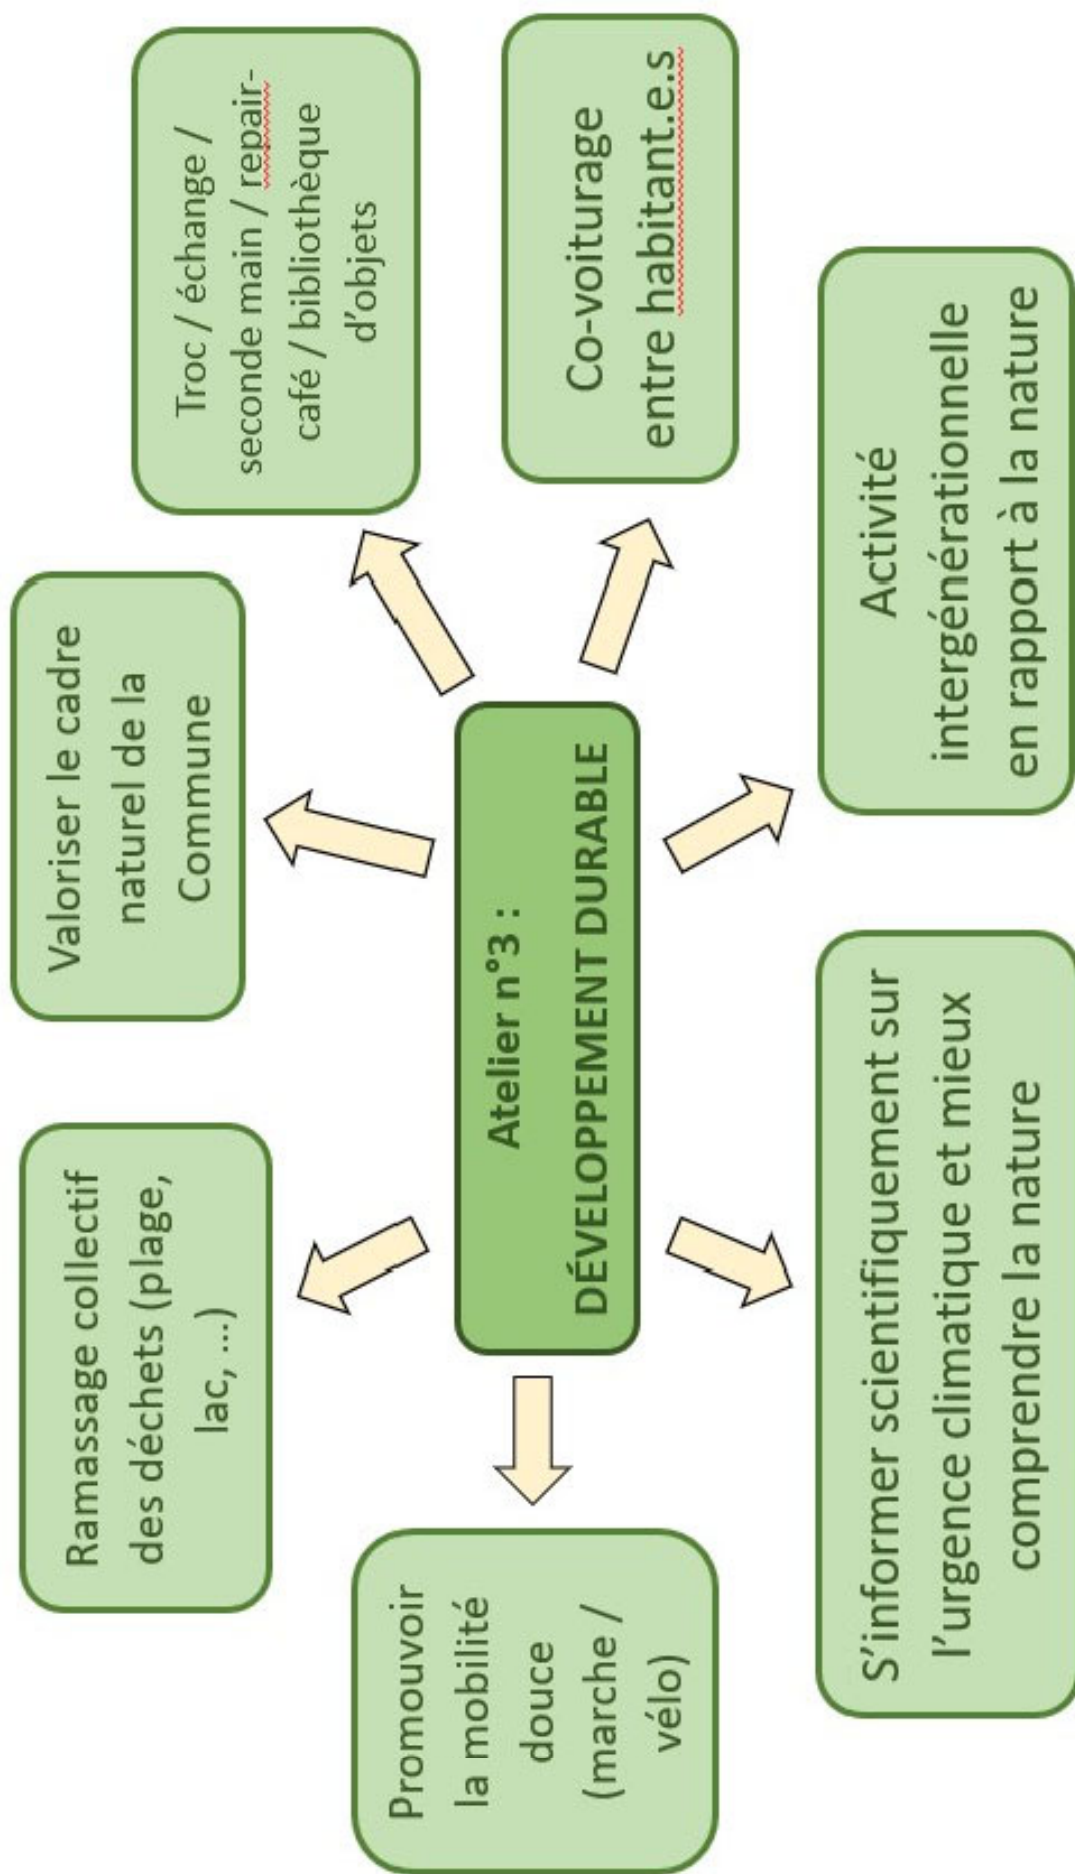 Ramassage collectif
des déchets (plage,
lac, ...)
Valoriser le cadre
naturel de la
Commune
Troc / échange /
seconde main / repair-
café / bibliothèque
d'objets
Promouvoir
la mobilité
douce
(marche /
vélo)
Atelier n°3 :
DÉVELOPPEMENT DURABLE
Co-voiturage
entre habitant.e.s
S'informer scientifiquement sur
l'urgence climatique et mieux
comprendre la nature
Activité
intergénérationnelle
en rapport à la nature